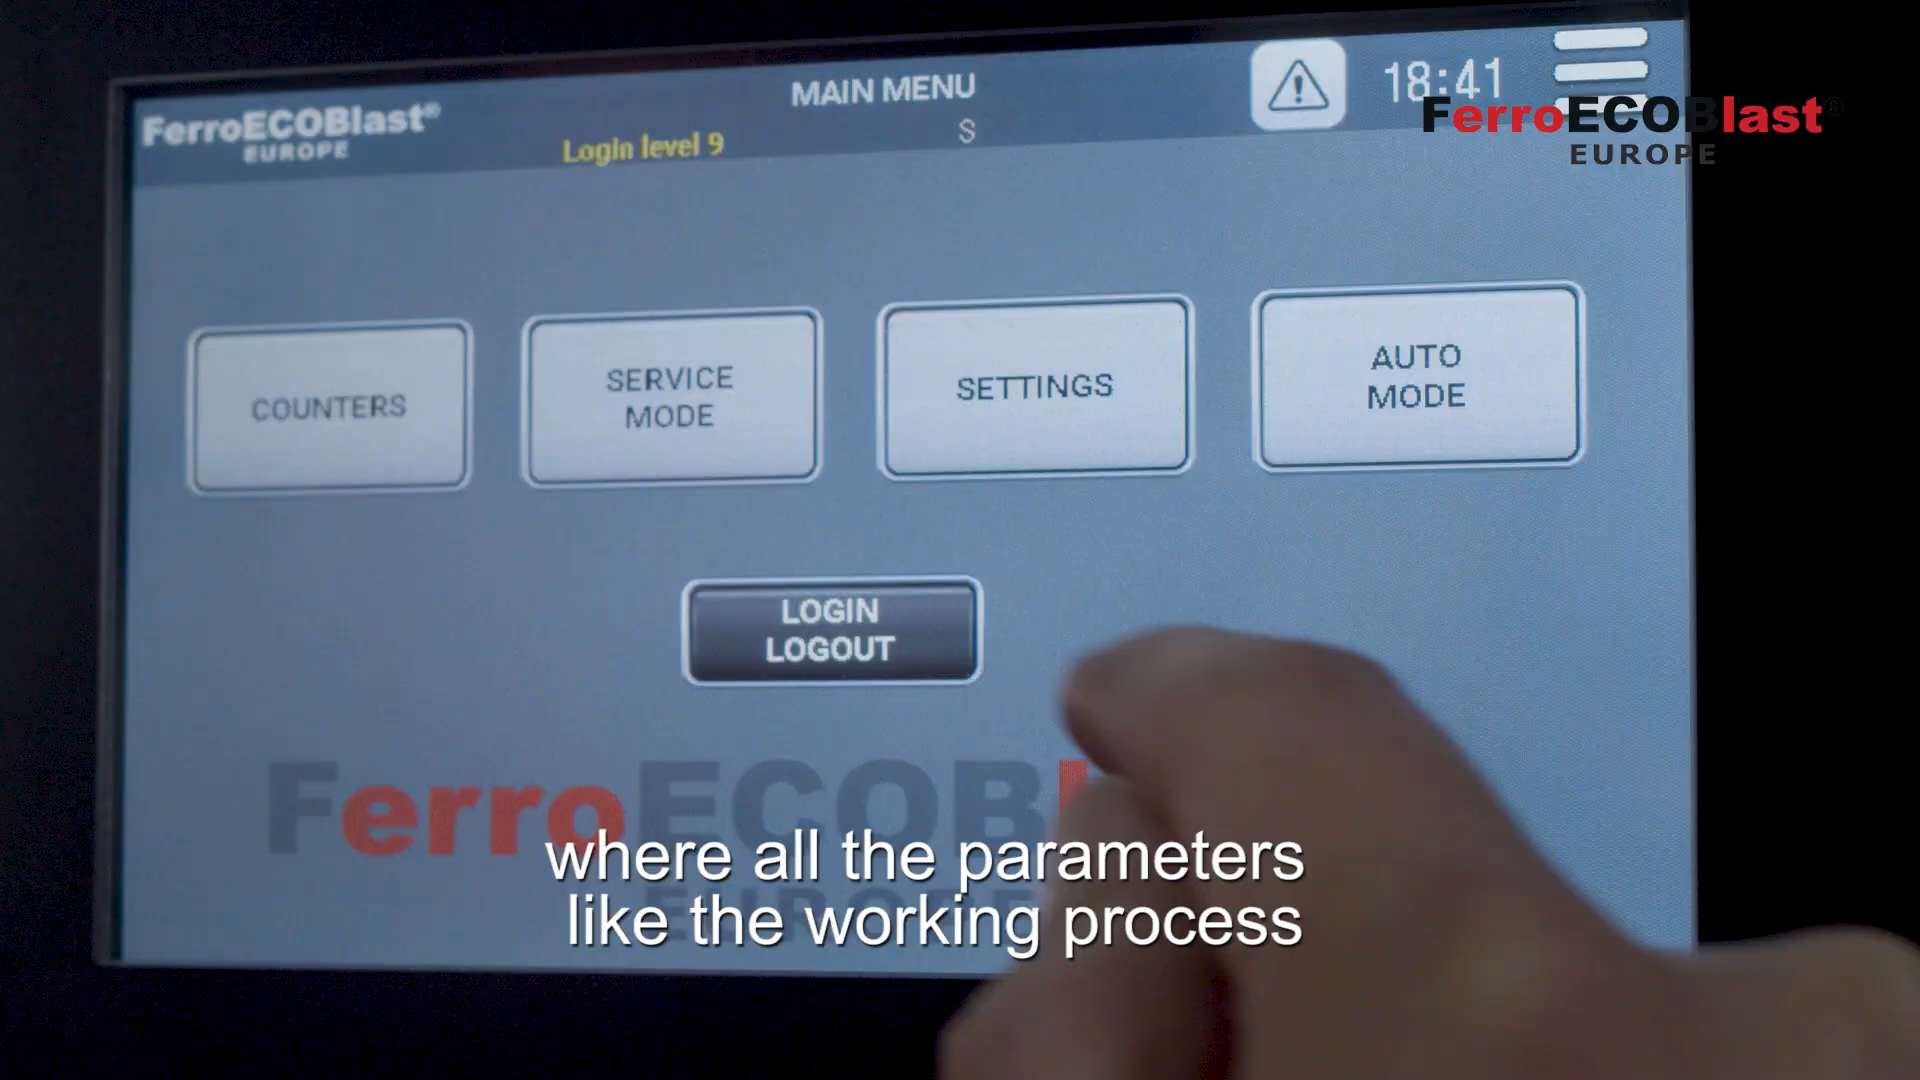 MAIN MENU
18:41
FerroECOBlast®
EUROPE
Login level 9
S
FerroECOBlast®
EUROPE
COUNTERS
SERVICE
MODE
SETTINGS
AUTO
MODE
LOGIN
LOGOUT
FerroECOB
where all the parameters
like the working process